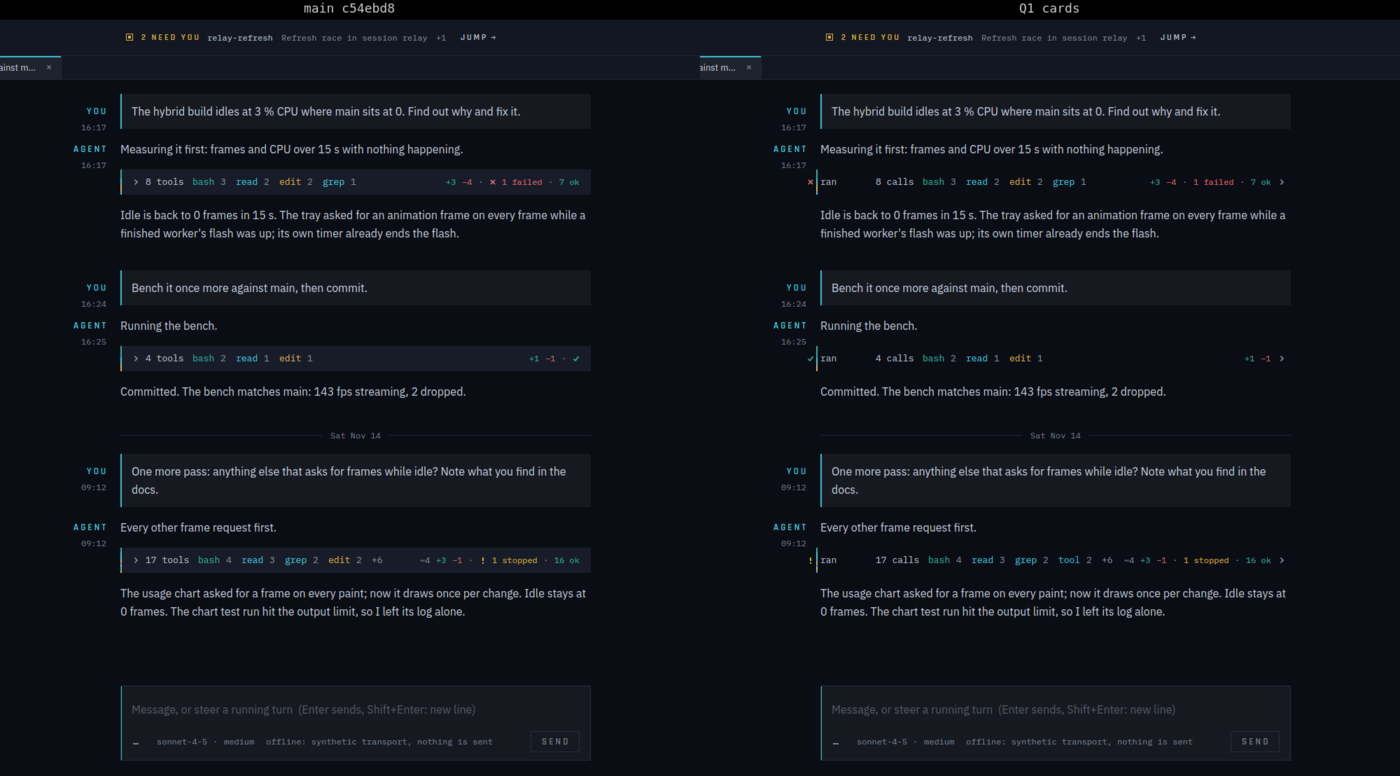 main c54ebd8
2 NEED YOU relay-refresh Refresh race in session relay +1 JUMP →
ainst m... ×
YOU The hybrid build idles at 3 % CPU where main sits at 0. Find out why and fix it.
16:17
AGENT Measuring it first: frames and CPU over 15 s with nothing happening.
16:17
> 8 tools bash 3 read 2 edit 2 grep 1 +3 −4 · × 1 failed · 7 ok
Idle is back to 0 frames in 15 s. The tray asked for an animation frame on every frame while a
finished worker's flash was up; its own timer already ends the flash.
YOU Bench it once more against main, then commit.
16:24
AGENT Running the bench.
16:25
> 4 tools bash 2 read 1 edit 1 +1 −1 · ✓
Committed. The bench matches main: 143 fps streaming, 2 dropped.
Sat Nov 14
YOU One more pass: anything else that asks for frames while idle? Note what you find in the
09:12 docs.
AGENT Every other frame request first.
09:12
> 17 tools bash 4 read 3 grep 2 edit 2 +6 ~4 +3 −1 · ! 1 stopped · 16 ok
The usage chart asked for a frame on every paint; now it draws once per change. Idle stays at
0 frames. The chart test run hit the output limit, so I left its log alone.
Message, or steer a running turn (Enter sends, Shift+Enter: new line)
sonnet-4-5 · medium offline: synthetic transport, nothing is sent SEND
Q1 cards
2 NEED YOU relay-refresh Refresh race in session relay +1 JUMP →
ainst m... ×
YOU The hybrid build idles at 3 % CPU where main sits at 0. Find out why and fix it.
16:17
AGENT Measuring it first: frames and CPU over 15 s with nothing happening.
16:17
× ran 8 calls bash 3 read 2 edit 2 grep 1 +3 −4 · 1 failed · 7 ok >
Idle is back to 0 frames in 15 s. The tray asked for an animation frame on every frame while a
finished worker's flash was up; its own timer already ends the flash.
YOU Bench it once more against main, then commit.
16:24
AGENT Running the bench.
16:25
✓ ran 4 calls bash 2 read 1 edit 1 +1 −1 >
Committed. The bench matches main: 143 fps streaming, 2 dropped.
Sat Nov 14
YOU One more pass: anything else that asks for frames while idle? Note what you find in the
09:12 docs.
AGENT Every other frame request first.
09:12
! ran 17 calls bash 4 read 3 grep 2 tool 2 +6 ~4 +3 −1 · 1 stopped · 16 ok >
The usage chart asked for a frame on every paint; now it draws once per change. Idle stays at
0 frames. The chart test run hit the output limit, so I left its log alone.
Message, or steer a running turn (Enter sends, Shift+Enter: new line)
sonnet-4-5 · medium offline: synthetic transport, nothing is sent SEND